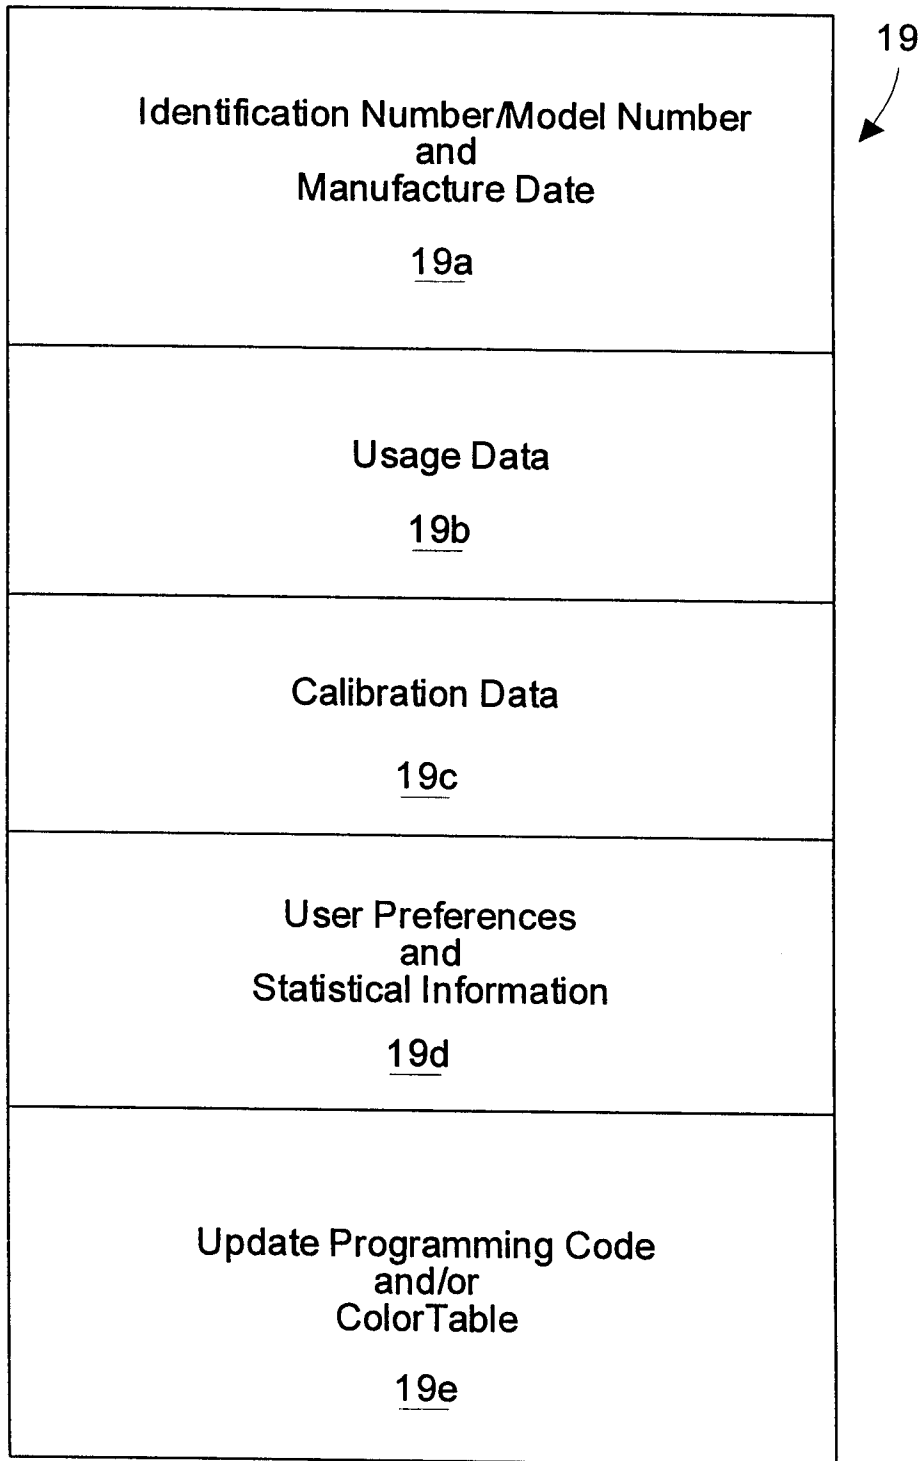 19
Identification Number/Model Number
and
Manufacture Date
19a
Usage Data
19b
Calibration Data
19c
User Preferences
and
Statistical Information
19d
Update Programming Code
and/or
ColorTable
19e